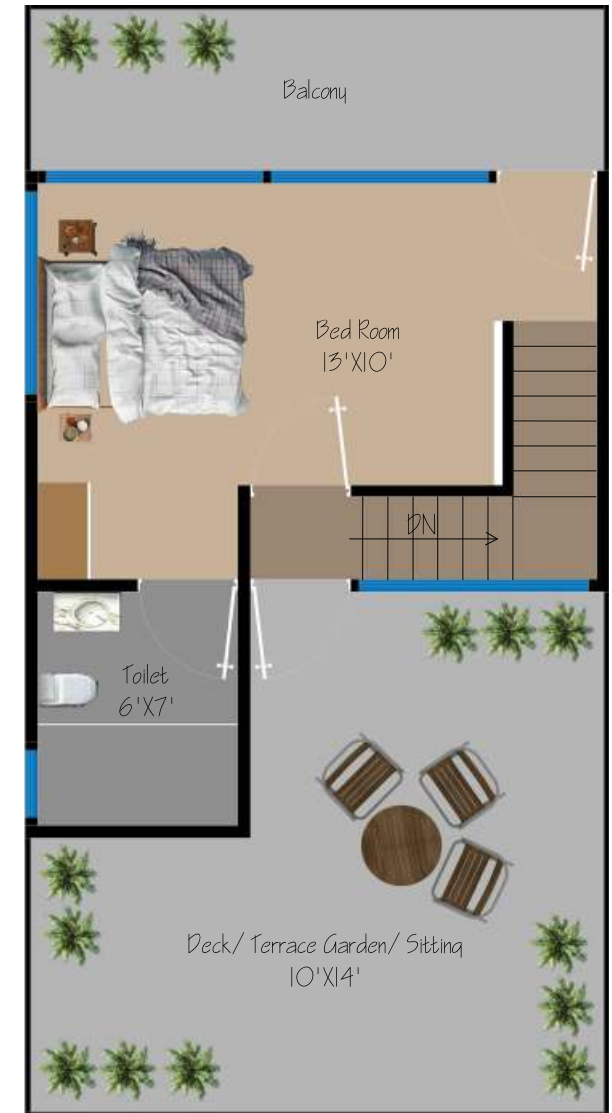 Balcony
Bed Room
13'X10'
DN
Toilet
6'X7'
Deck/ Terrace Garden/ Sitting
10'X14'